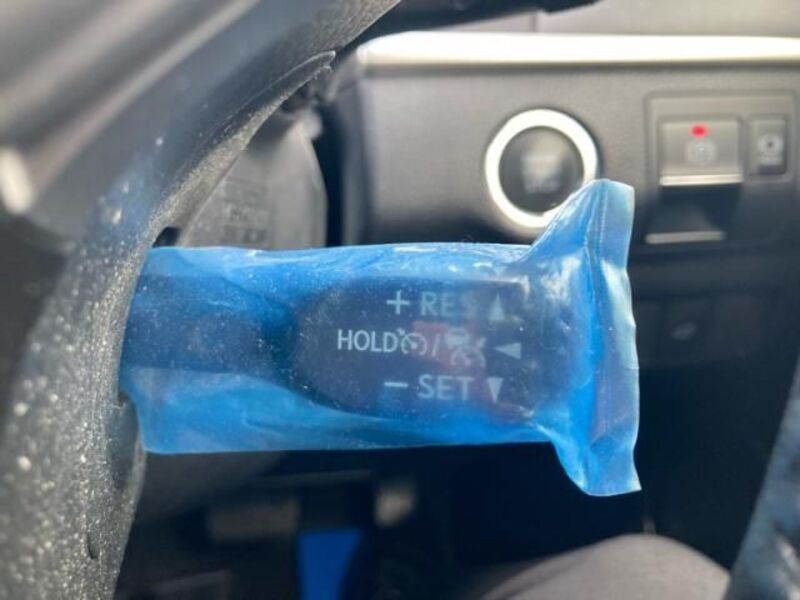 + RES ▲
HOLD / ◄
− SET ▼